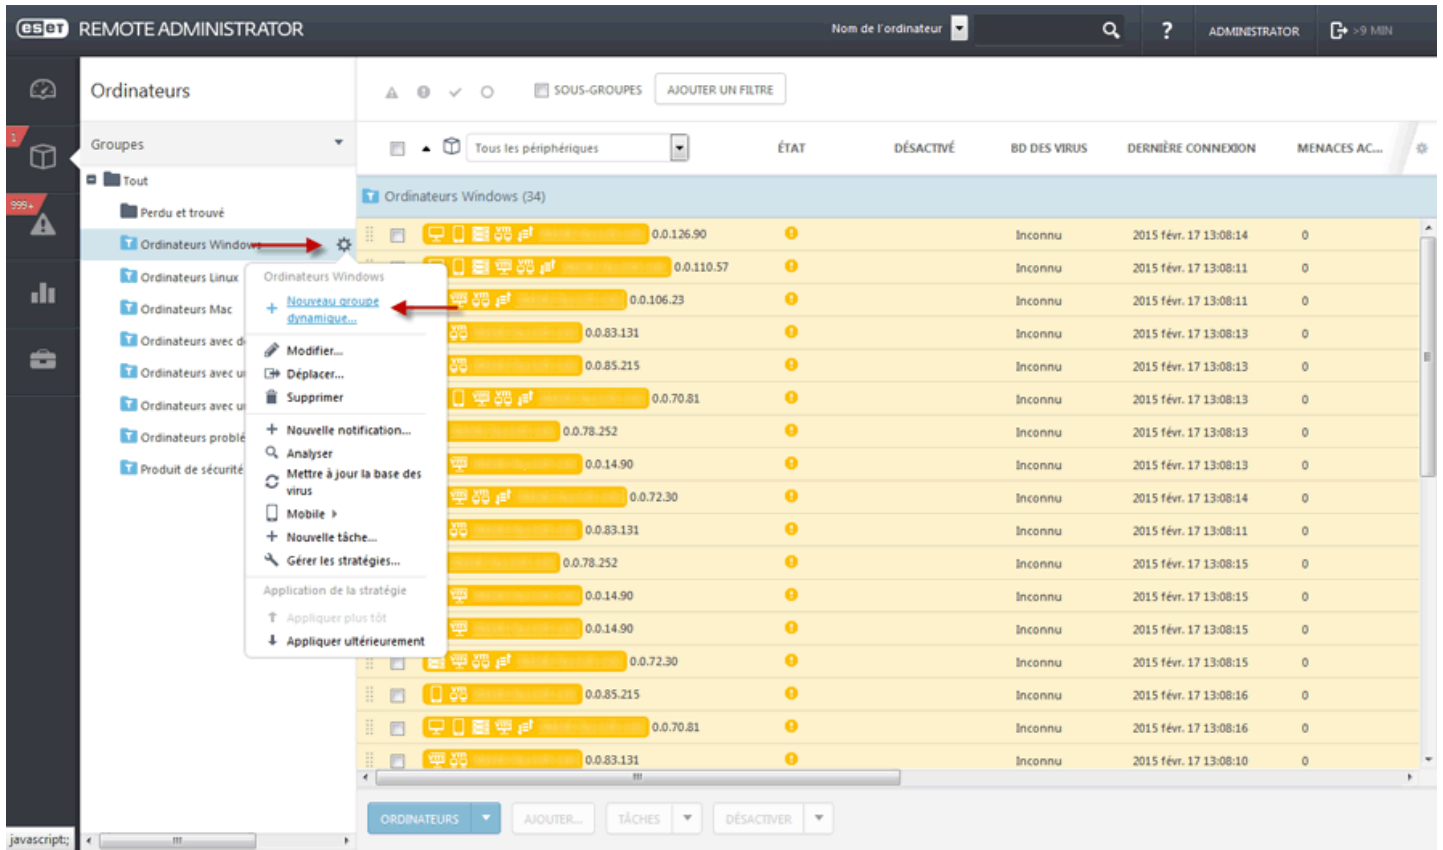 eset REMOTE ADMINISTRATOR
Nom de l'ordinateur
?
ADMINISTRATOR
>9 MIN
Ordinateurs
SOUS-GROUPES
AJOUTER UN FILTRE
1
Groupes
Tous les périphériques
ÉTAT
DÉSACTIVÉ
BD DES VIRUS
DERNIÈRE CONNEXION
MENACES AC...
Tout
999+
Perdu et trouvé
Ordinateurs Windows
Ordinateurs Linux
Ordinateurs Mac
Ordinateurs avec d
Ordinateurs avec u
Ordinateurs avec u
Ordinateurs problé
Produit de sécurité
Ordinateurs Windows
Nouveau groupe
dynamique...
Modifier...
Déplacer...
Supprimer
Nouvelle notification...
Analyser
Mettre à jour la base des
virus
Mobile
Nouvelle tâche...
Gérer les stratégies...
Application de la stratégie
Appliquer plus tôt
Appliquer ultérieurement
Ordinateurs Windows (34)
0.0.126.90 Inconnu 2015 févr. 17 13:08:14 0
0.0.110.57 Inconnu 2015 févr. 17 13:08:11 0
0.0.106.23 Inconnu 2015 févr. 17 13:08:11 0
0.0.83.131 Inconnu 2015 févr. 17 13:08:13 0
0.0.85.215 Inconnu 2015 févr. 17 13:08:13 0
0.0.70.81 Inconnu 2015 févr. 17 13:08:13 0
0.0.78.252 Inconnu 2015 févr. 17 13:08:13 0
0.0.14.90 Inconnu 2015 févr. 17 13:08:13 0
0.0.72.30 Inconnu 2015 févr. 17 13:08:14 0
0.0.83.131 Inconnu 2015 févr. 17 13:08:11 0
0.0.78.252 Inconnu 2015 févr. 17 13:08:15 0
0.0.14.90 Inconnu 2015 févr. 17 13:08:15 0
0.0.14.90 Inconnu 2015 févr. 17 13:08:15 0
0.0.72.30 Inconnu 2015 févr. 17 13:08:15 0
0.0.85.215 Inconnu 2015 févr. 17 13:08:16 0
0.0.70.81 Inconnu 2015 févr. 17 13:08:16 0
0.0.83.131 Inconnu 2015 févr. 17 13:08:10 0
ORDINATEURS
AJOUTER...
TÂCHES
DÉSACTIVER
javascript:;